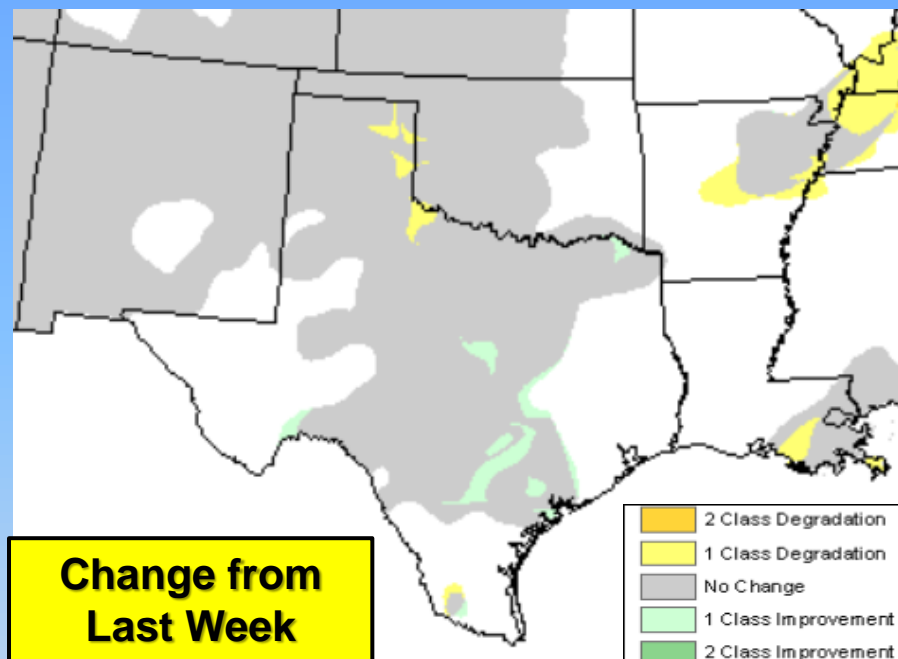 2 Class Degradation
1 Class Degradation
No Change
1 Class Improvement
2 Class Improvement
Change from
Last Week